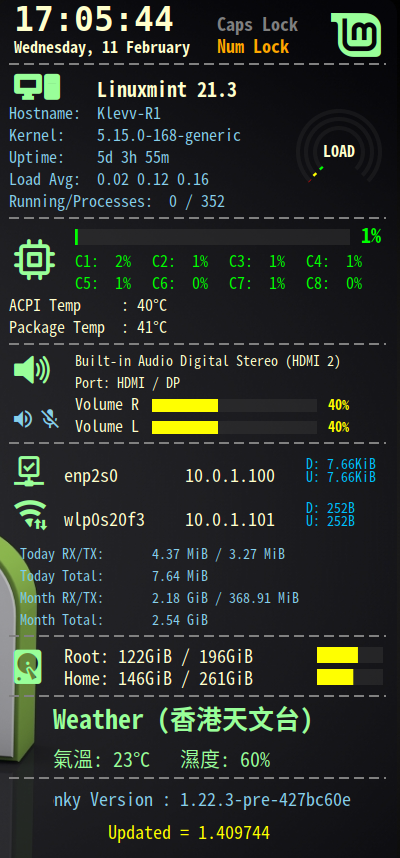 17:05:44
Caps Lock
Wednesday, 11 February
Num Lock
Linuxmint 21.3
Hostname: Klevv-R1
Kernel: 5.15.0-168-generic
Uptime: 5d 3h 55m
LOAD
Load Avg: 0.02 0.12 0.16
Running/Processes: 0 / 352
1%
C1: 2% C2: 1% C3: 1% C4: 1%
C5: 1% C6: 0% C7: 1% C8: 0%
ACPI Temp : 40°C
Package Temp : 41°C
Built-in Audio Digital Stereo (HDMI 2)
Port: HDMI / DP
Volume R 40%
Volume L 40%
enp2s0 10.0.1.100 D: 7.66KiB
U: 7.66KiB
wlp0s20f3 10.0.1.101 D: 252B
U: 252B
Today RX/TX: 4.37 MiB / 3.27 MiB
Today Total: 7.64 MiB
Month RX/TX: 2.18 GiB / 368.91 MiB
Month Total: 2.54 GiB
Root: 122GiB / 196GiB
Home: 146GiB / 261GiB
Weather (香港天文台)
氣溫: 23°C 濕度: 60%
nky Version : 1.22.3-pre-427bc60e
Updated = 1.409744